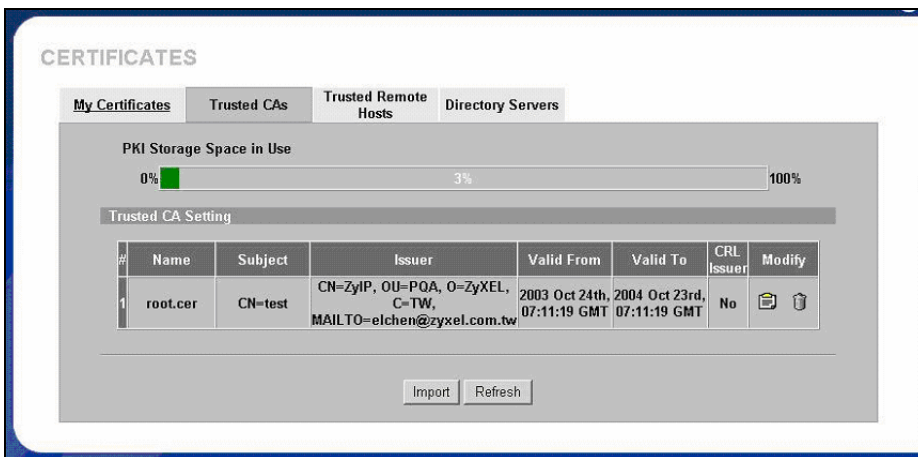 CERTIFICATES
My Certificates
Trusted CAs
Trusted Remote
Hosts
Directory Servers
PKI Storage Space in Use
0%
3%
100%
Trusted CA Setting
#
Name
Subject
Issuer
Valid From
Valid To
CRL
Issuer
Modify
1
root.cer
CN=test
CN=ZyIP, OU=PQA, O=ZyXEL,
C=TW,
MAILTO=elchen@zyxel.com.tw
2003 Oct 24th,
07:11:19 GMT
2004 Oct 23rd,
07:11:19 GMT
No
Import
Refresh